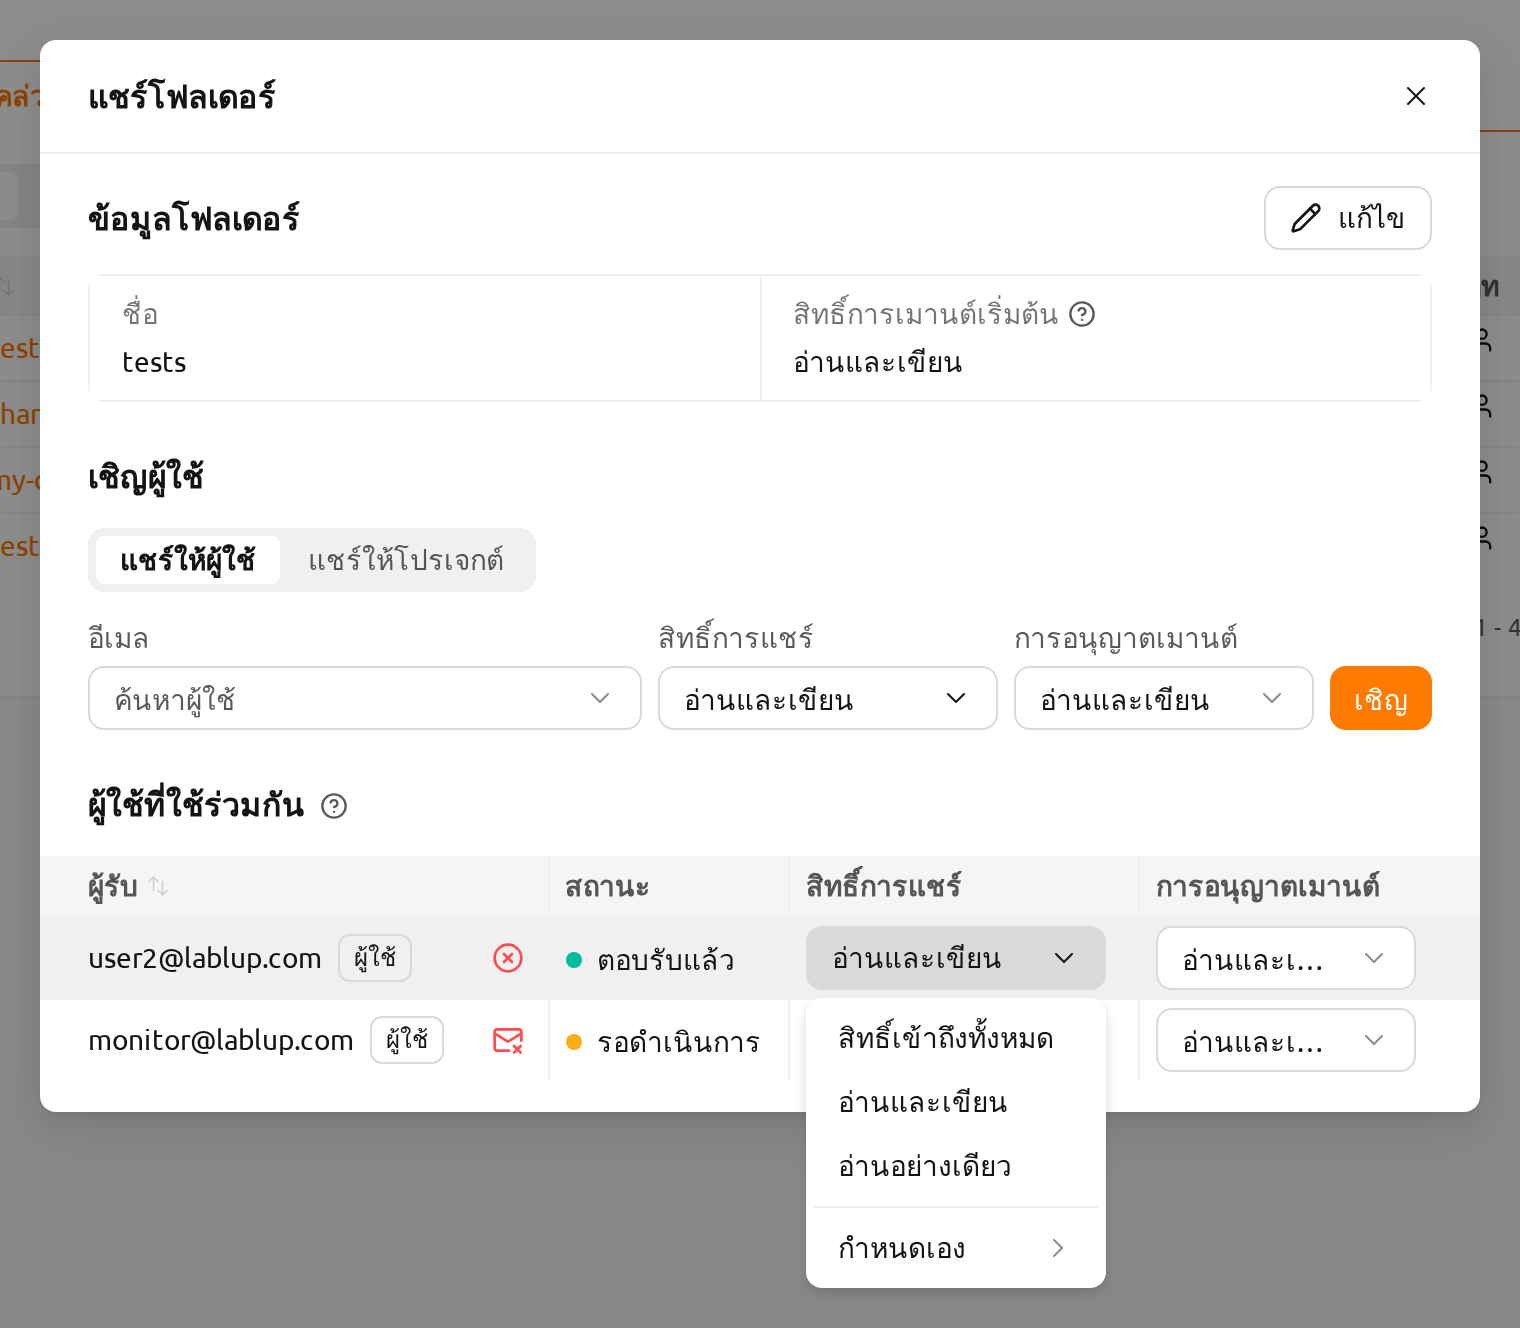 แชร์โฟลเดอร์
ข้อมูลโฟลเดอร์
แก้ไข
ชื่อ
สิทธิ์การเมานต์เริ่มต้น
tests
อ่านและเขียน
เชิญผู้ใช้
แชร์ให้ผู้ใช้ แชร์ให้โปรเจกต์
อีเมล สิทธิ์การแชร์ การอนุญาตเมานต์
ค้นหาผู้ใช้ อ่านและเขียน อ่านและเขียน เชิญ
ผู้ใช้ที่ใช้ร่วมกัน
ผู้รับ สถานะ สิทธิ์การแชร์ การอนุญาตเมานต์
user2@lablup.com ผู้ใช้ ตอบรับแล้ว อ่านและเขียน อ่านและเ...
monitor@lablup.com ผู้ใช้ รอดำเนินการ อ่านและเ...
สิทธิ์เข้าถึงทั้งหมด
อ่านและเขียน
อ่านอย่างเดียว
กำหนดเอง